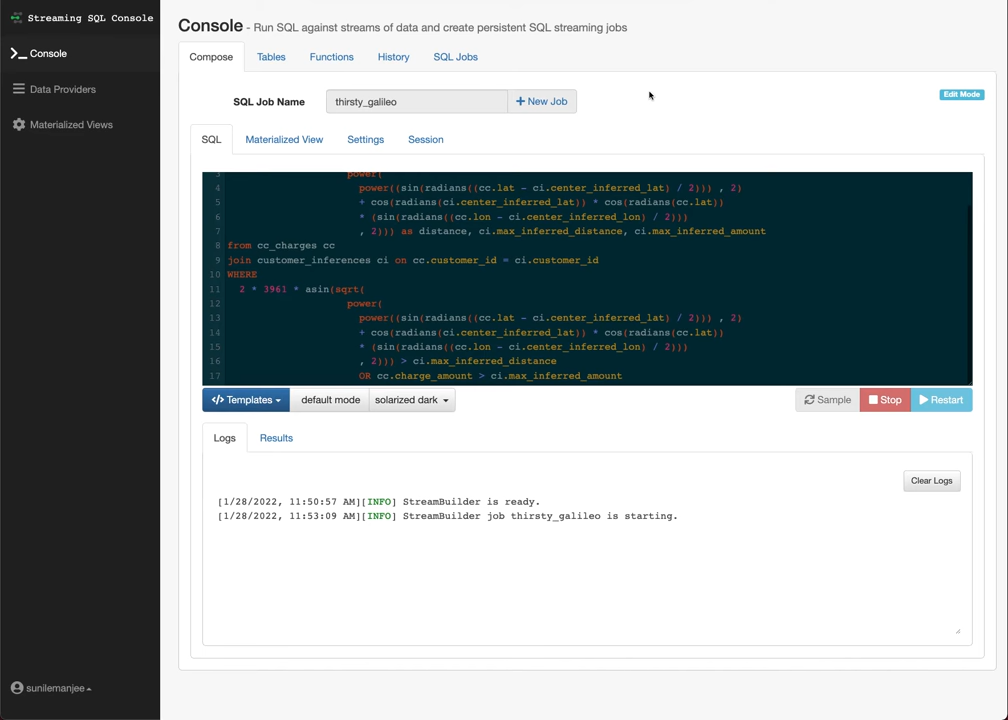 Streaming SQL Console
Console
Data Providers
Materialized Views
sunilemanjee
Console - Run SQL against streams of data and create persistent SQL streaming jobs
Compose Tables Functions History SQL Jobs
SQL Job Name thirsty_galileo + New Job
Edit Mode
SQL Materialized View Settings Session
3 power(
4 power((sin(radians((cc.lat - ci.center_inferred_lat) / 2))) , 2)
5 + cos(radians(ci.center_inferred_lat)) * cos(radians(cc.lat))
6 * (sin(radians((cc.lon - ci.center_inferred_lon) / 2)))
7 , 2))) as distance, ci.max_inferred_distance, ci.max_inferred_amount
8 from cc_charges cc
9 join customer_inferences ci on cc.customer_id = ci.customer_id
10 WHERE
11 2 * 3961 * asin(sqrt(
12 power(
13 power((sin(radians((cc.lat - ci.center_inferred_lat) / 2))) , 2)
14 + cos(radians(ci.center_inferred_lat)) * cos(radians(cc.lat))
15 * (sin(radians((cc.lon - ci.center_inferred_lon) / 2)))
16 , 2))) > ci.max_inferred_distance
17 OR cc.charge_amount > ci.max_inferred_amount
</> Templates default mode solarized dark Sample Stop Restart
Logs Results
Clear Logs
[1/28/2022, 11:50:57 AM][INFO] StreamBuilder is ready.
[1/28/2022, 11:53:09 AM][INFO] StreamBuilder job thirsty_galileo is starting.